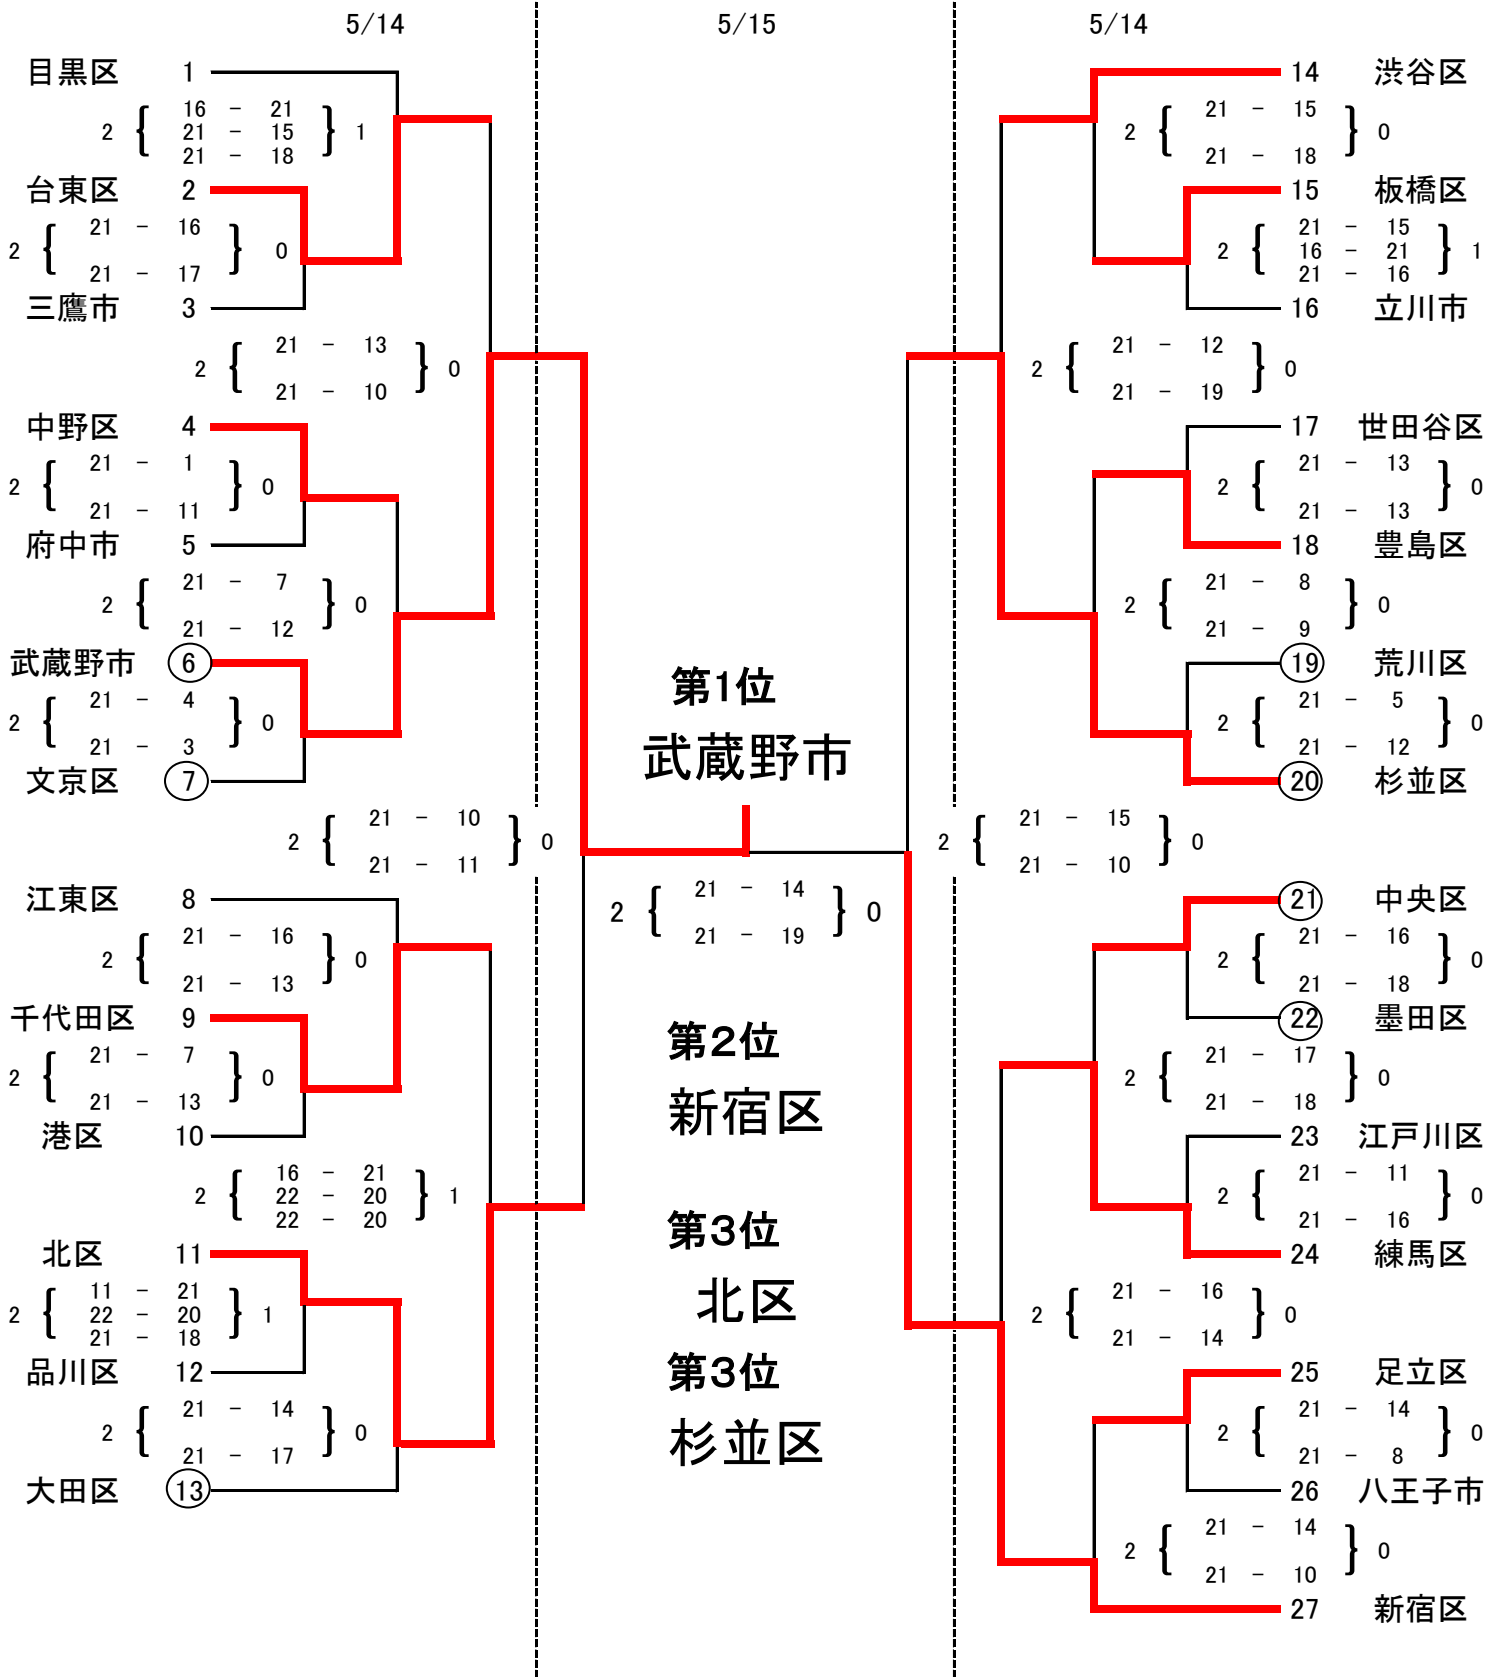 5/14
5/15
5/14
目黒区 1
2 { 16 - 21 } 1
21 - 15
21 - 18
台東区 2
2 { 21 - 16 } 0
21 - 17
三鷹市 3
2 { 21 - 13 } 0
21 - 10
中野区 4
2 { 21 - 1 } 0
21 - 11
府中市 5
2 { 21 - 7 } 0
21 - 12
武蔵野市 6
2 { 21 - 4 } 0
21 - 3
文京区 7
2 { 21 - 10 } 0
21 - 11
江東区 8
2 { 21 - 16 } 0
21 - 13
千代田区 9
2 { 21 - 7 } 0
21 - 13
港区 10
2 { 16 - 21 } 1
22 - 20
22 - 20
北区 11
2 { 11 - 21 } 1
22 - 20
21 - 18
品川区 12
2 { 21 - 14 } 0
21 - 17
大田区 13
第1位
武蔵野市
2 { 21 - 14 } 0
21 - 19
第2位
新宿区
第3位
北区
第3位
杉並区
14 渋谷区
2 { 21 - 15 } 0
21 - 18
15 板橋区
2 { 21 - 15 } 1
16 - 21
21 - 16
16 立川市
2 { 21 - 12 } 0
21 - 19
17 世田谷区
2 { 21 - 13 } 0
21 - 13
18 豊島区
2 { 21 - 8 } 0
21 - 9
19 荒川区
2 { 21 - 5 } 0
21 - 12
20 杉並区
2 { 21 - 15 } 0
21 - 10
21 中央区
2 { 21 - 16 } 0
21 - 18
22 墨田区
2 { 21 - 17 } 0
21 - 18
23 江戸川区
2 { 21 - 11 } 0
21 - 16
24 練馬区
2 { 21 - 16 } 0
21 - 14
25 足立区
2 { 21 - 14 } 0
21 - 8
26 八王子市
2 { 21 - 14 } 0
21 - 10
27 新宿区